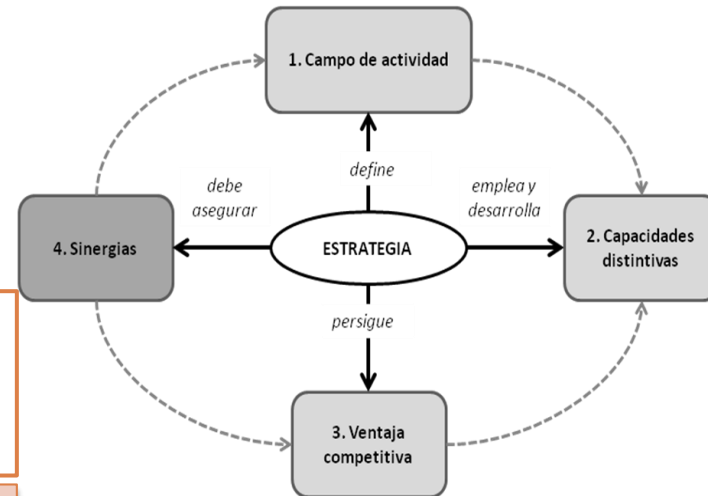 1. Campo de actividad
define
debe
asegurar
emplea y
desarrolla
4. Sinergias
ESTRATEGIA
2. Capacidades
distintivas
persigue
3. Ventaja
competitiva